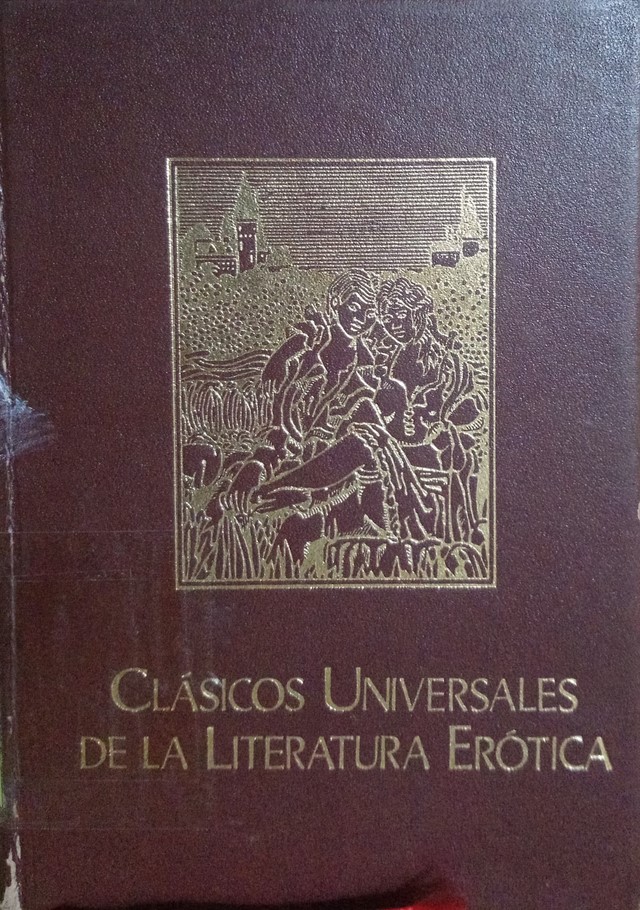 CLÁSICOS UNIVERSALES
DE LA LITERATURA ERÓTICA